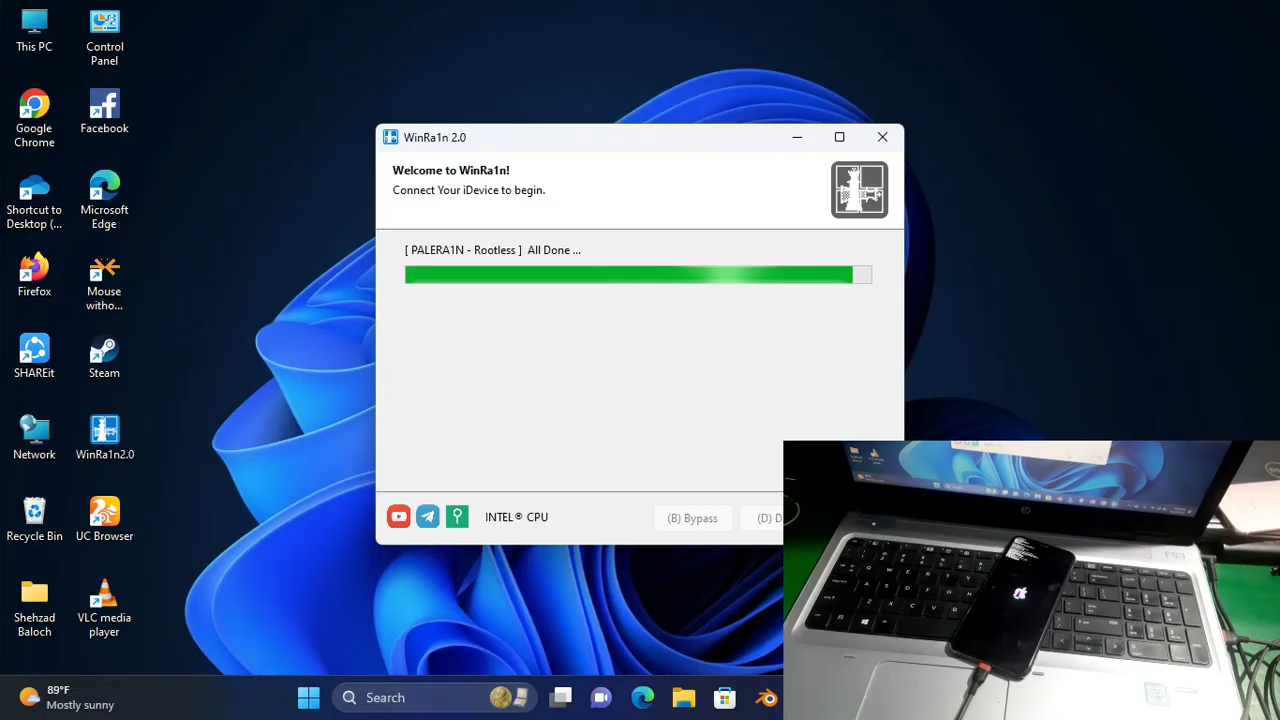 This PC
Control
Panel
Google
Chrome
Facebook
Shortcut to
Desktop (...
Microsoft
Edge
Firefox
Mouse
witho...
SHAREit
Steam
Network
WinRa1n2.0
Recycle Bin
UC Browser
Shehzad
Baloch
VLC media
player
WinRa1n 2.0
Welcome to WinRa1n!
Connect Your iDevice to begin.
[ PALERA1N - Rootless ]  All Done ...
INTEL® CPU
(B) Bypass
(D) D
89°F
Mostly sunny
Search